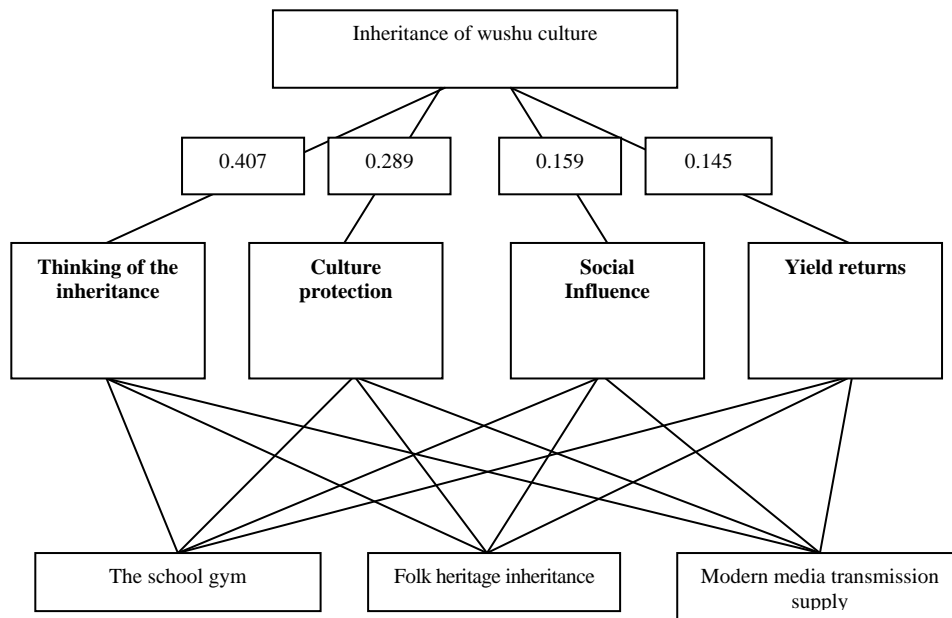 Inheritance of wushu culture
0.407
0.289
0.159
0.145
Thinking of the
inheritance
Culture
protection
Social
Influence
Yield returns
The school gym
Folk heritage inheritance
Modern media transmission
supply